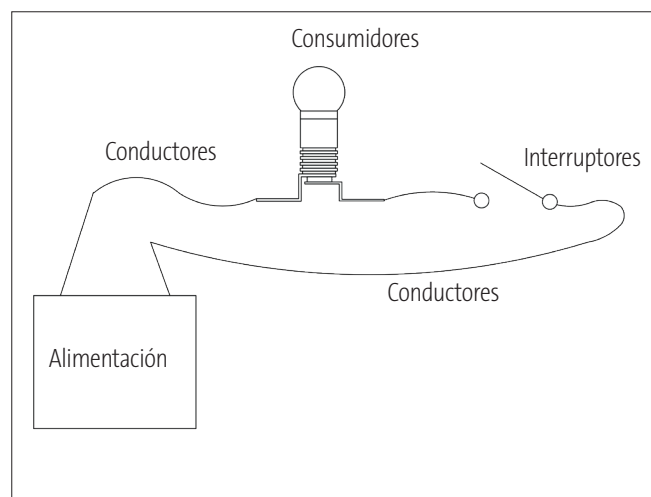 Consumidores
Conductores
Interruptores
Conductores
Alimentación